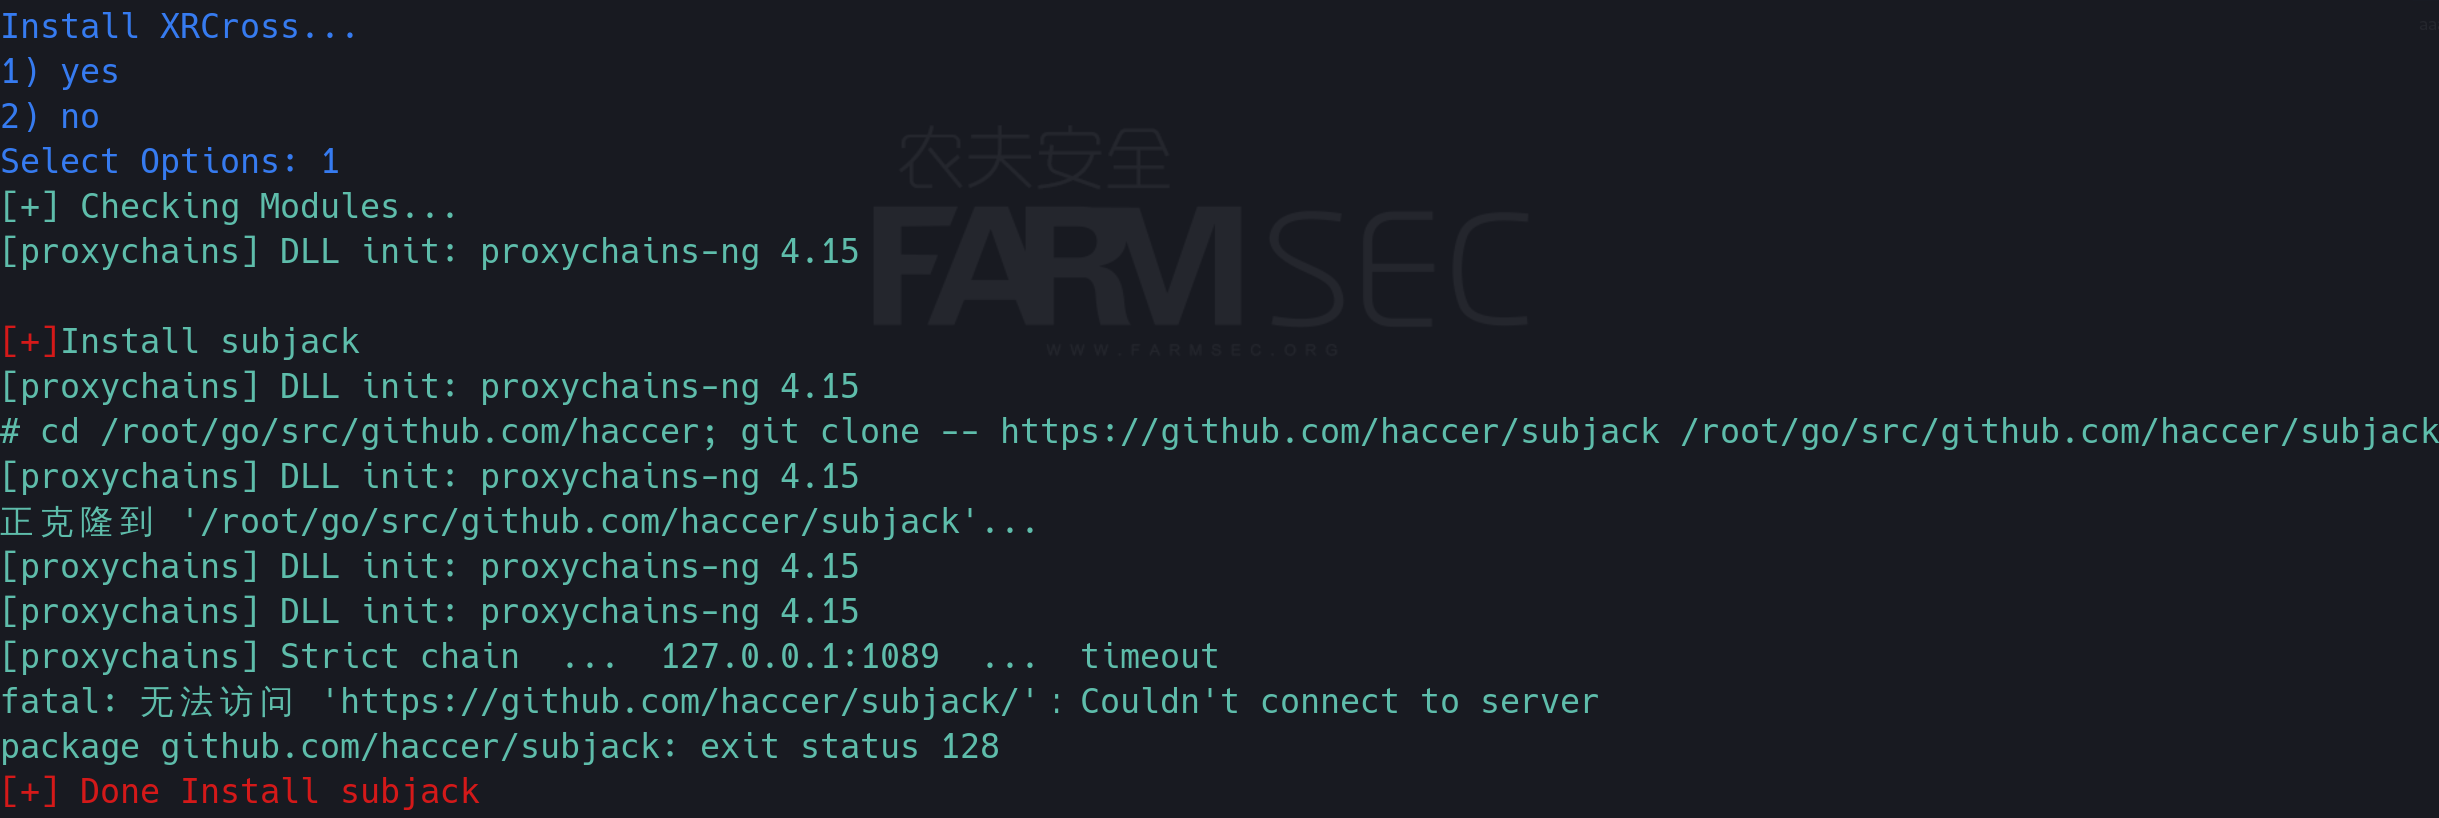 Install XRCross...
aa
1) yes
2) no
Select Options: 1
农夫安全
[+] Checking Modules...
FARMSEC
[proxychains] DLL init: proxychains-ng 4.15
[+]Install subjack
WWW.FARMSEC.ORG
[proxychains] DLL init: proxychains-ng 4.15
# cd /root/go/src/github.com/haccer; git clone -- https://github.com/haccer/subjack /root/go/src/github.com/haccer/subjack
[proxychains] DLL init: proxychains-ng 4.15
正克隆到 '/root/go/src/github.com/haccer/subjack'...
[proxychains] DLL init: proxychains-ng 4.15
[proxychains] DLL init: proxychains-ng 4.15
[proxychains] Strict chain  ...  127.0.0.1:1089  ...  timeout
fatal: 无法访问 'https://github.com/haccer/subjack/'：Couldn't connect to server
package github.com/haccer/subjack: exit status 128
[+] Done Install subjack